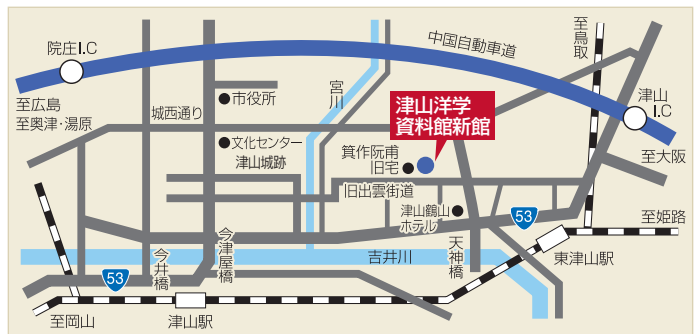 院庄I.C
中国自動車道
至鳥取
至広島
至奥津・湯原
市役所
宮川
津山洋学
資料館新館
津山
I.C
城西通り
文化センター
津山城跡
箕作阮甫
旧宅
至大阪
旧出雲街道
津山鶴山
ホテル
53
至姫路
今井橋
今津屋橋
吉井川
天神橋
東津山駅
53
至岡山
津山駅